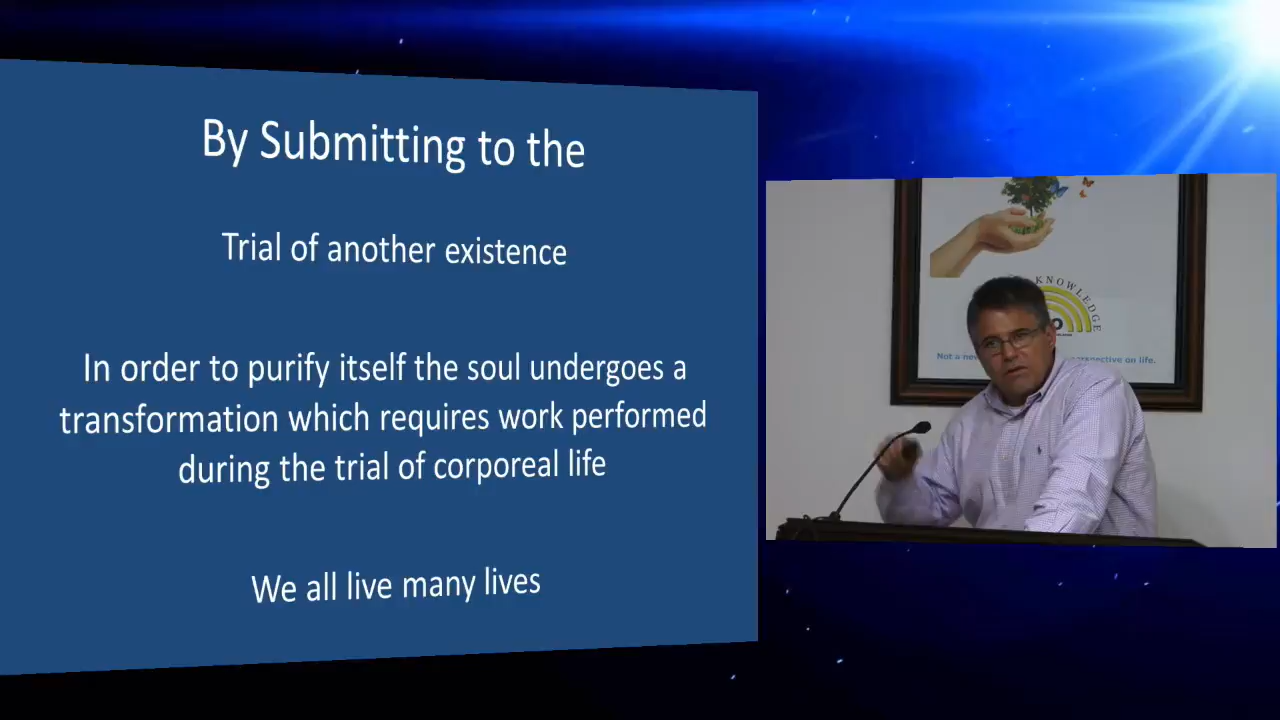 By Submitting to the
Trial of another existence
In order to purify itself the soul undergoes a
transformation which requires work performed
during the trial of corporeal life
We all live many lives
KNOWLEDGE
Not a new
perspective on life.